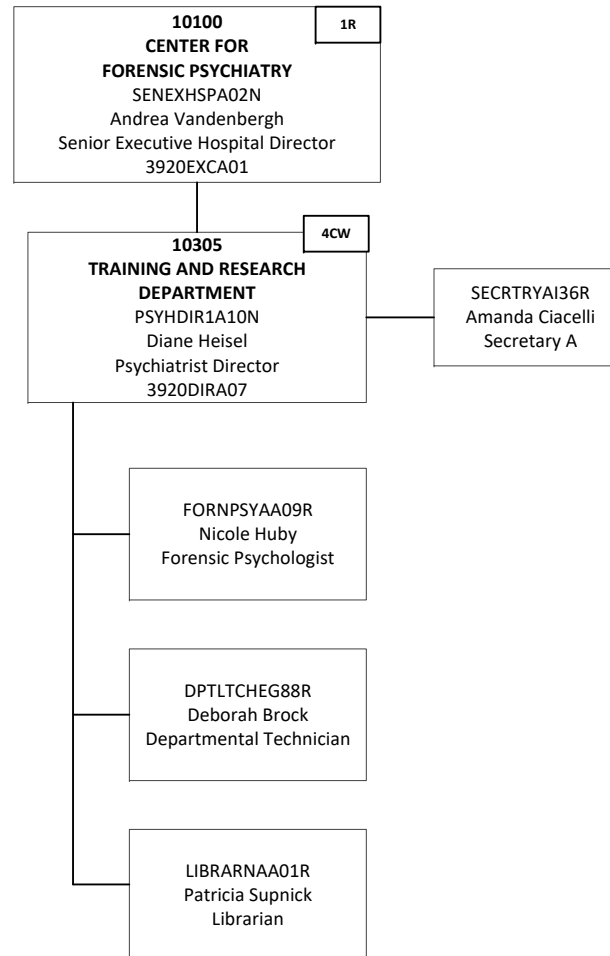 10100
1R
CENTER FOR
FORENSIC PSYCHIATRY
SENEXHSPA02N
Andrea Vandenbergh
Senior Executive Hospital Director
3920EXCA01
10305
4CW
TRAINING AND RESEARCH
DEPARTMENT
PSYHDIR1A10N
Diane Heisel
Psychiatrist Director
3920DIRA07
SECRTRYAI36R
Amanda Ciacelli
Secretary A
FORNPSYAA09R
Nicole Huby
Forensic Psychologist
DPTLTCHEG88R
Deborah Brock
Departmental Technician
LIBRARNAA01R
Patricia Supnick
Librarian